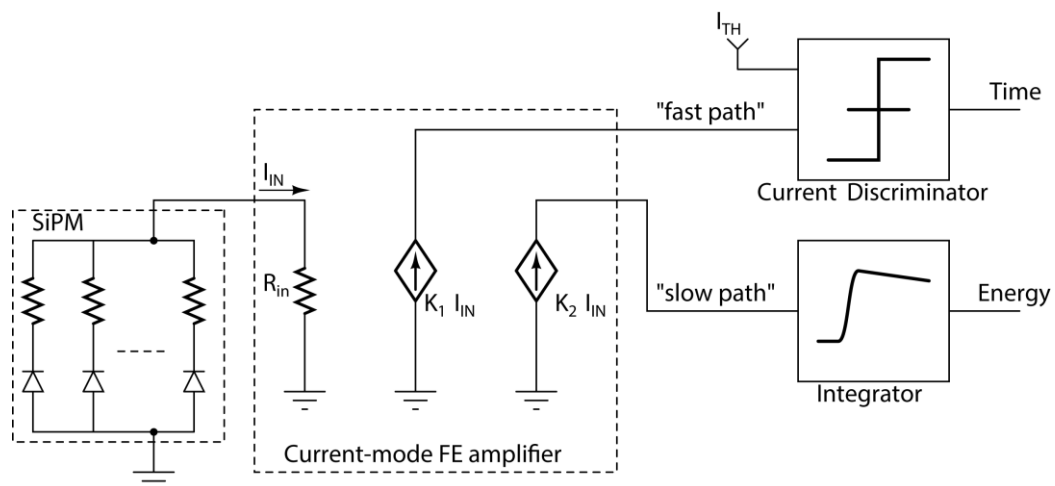 I_TH
"fast path"
Time
Current Discriminator
I_IN
SiPM
R_in
K_1 I_IN
K_2 I_IN
"slow path"
Energy
Integrator
Current-mode FE amplifier